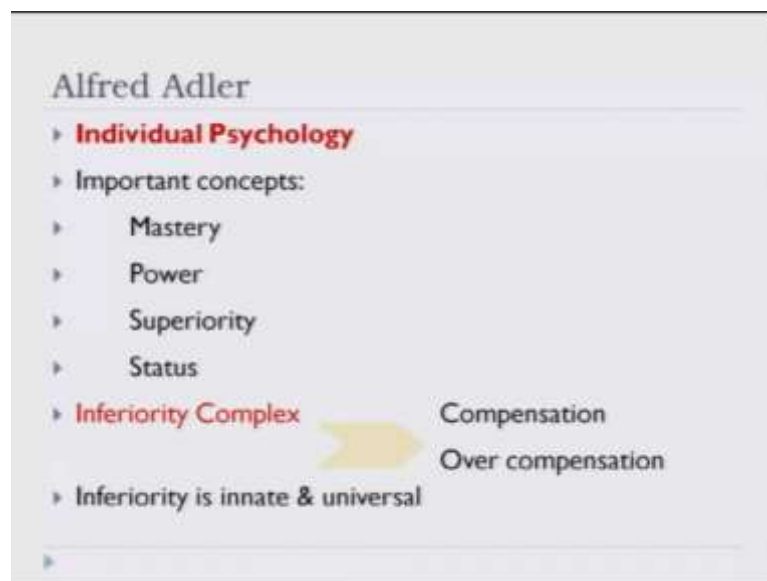 Alfred Adler
Individual Psychology
Important concepts:
Mastery
Power
Superiority
Status
Inferiority Complex
Compensation
Over compensation
Inferiority is innate & universal